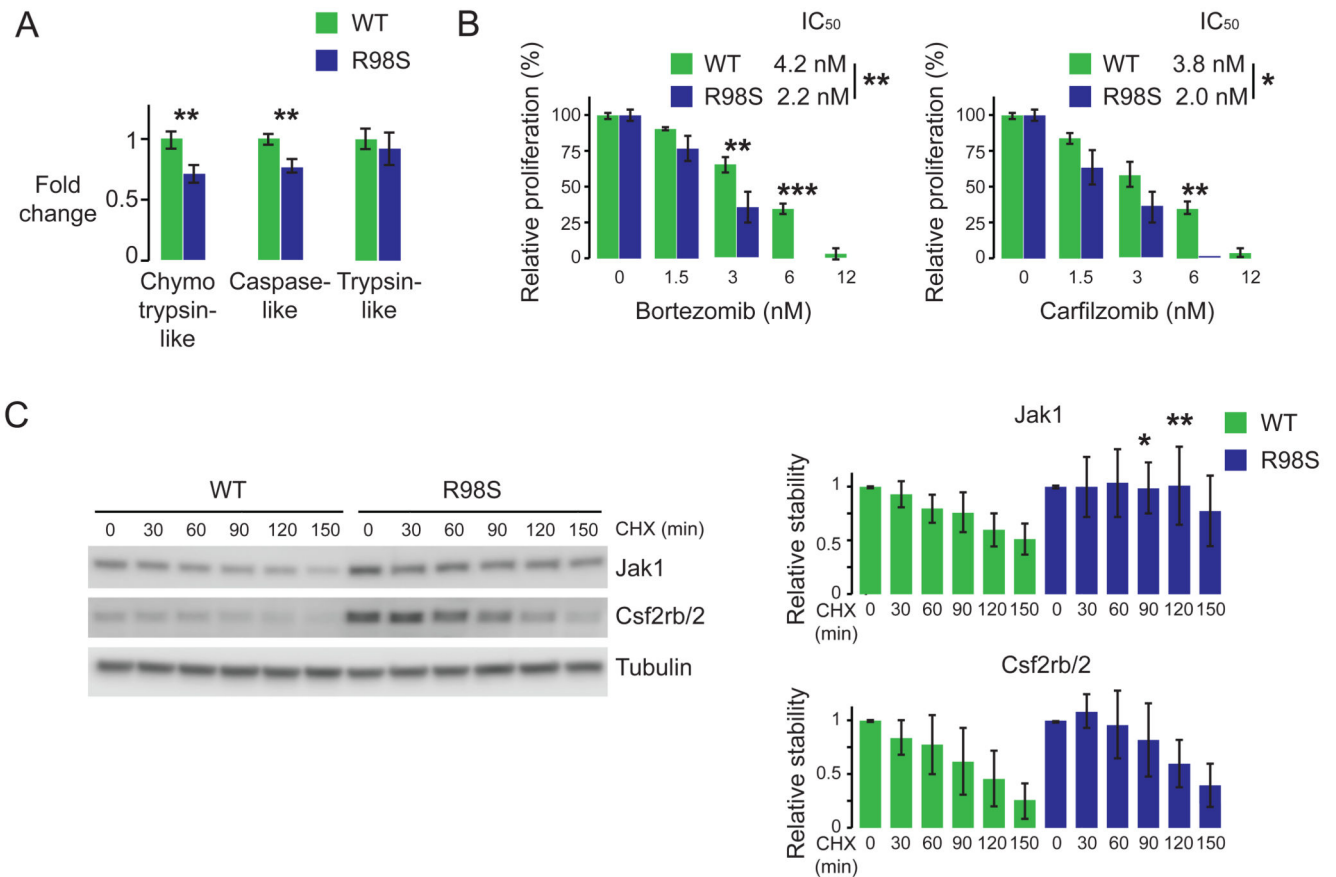 A
WT
R98S
** **
1
0.5
0
Fold
change
Chymo
trypsin-
like
Caspase-
like
Trypsin-
like
B
IC50
WT 4.2 nM
R98S 2.2 nM
**
Relative proliferation (%)
100
75
50
25
0
**
***
0 1.5 3 6 12
Bortezomib (nM)
IC50
WT 3.8 nM
R98S 2.0 nM
*
Relative proliferation (%)
100
75
50
25
0
**
0 1.5 3 6 12
Carfilzomib (nM)
C
WT R98S
0 30 60 90 120 150 0 30 60 90 120 150 CHX (min)
Jak1
Csf2rb/2
Tubulin
Jak1
WT
R98S
* **
Relative stability
1
0.5
0
CHX 0 30 60 90 120 150 0 30 60 90 120 150
(min)
Csf2rb/2
Relative stability
1
0.5
0
CHX 0 30 60 90 120 150 0 30 60 90 120 150
(min)